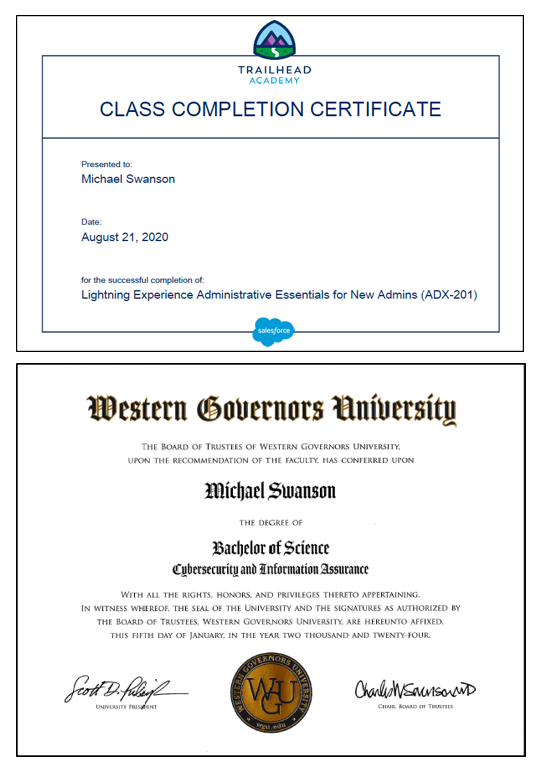 TRAILHEAD
ACADEMY
CLASS COMPLETION CERTIFICATE
Presented to:
Michael Swanson
Date:
August 21, 2020
for the successful completion of:
Lightning Experience Administrative Essentials for New Admins (ADX-201)
salesforce
Western Governors University
THE BOARD OF TRUSTEES OF WESTERN GOVERNORS UNIVERSITY,
UPON THE RECOMMENDATION OF THE FACULTY, HAS CONFERRED UPON
Michael Swanson
THE DEGREE OF
Bachelor of Science
Cybersecurity and Information Assurance
WITH ALL THE RIGHTS, HONORS, AND PRIVILEGES THERETO APPERTAINING.
IN WITNESS WHEREOF, THE SEAL OF THE UNIVERSITY AND THE SIGNATURES AS AUTHORIZED BY
THE BOARD OF TRUSTEES, WESTERN GOVERNORS UNIVERSITY, ARE HEREUNTO AFFIXED,
THIS FIFTH DAY OF JANUARY, IN THE YEAR TWO THOUSAND AND TWENTY-FOUR.
Scott D.
UNIVERSITY PRESIDENT
WESTERN GOVERNORS UNIVERSITY
WGU
wgu.edu
CHAIR, BOARD OF TRUSTEES